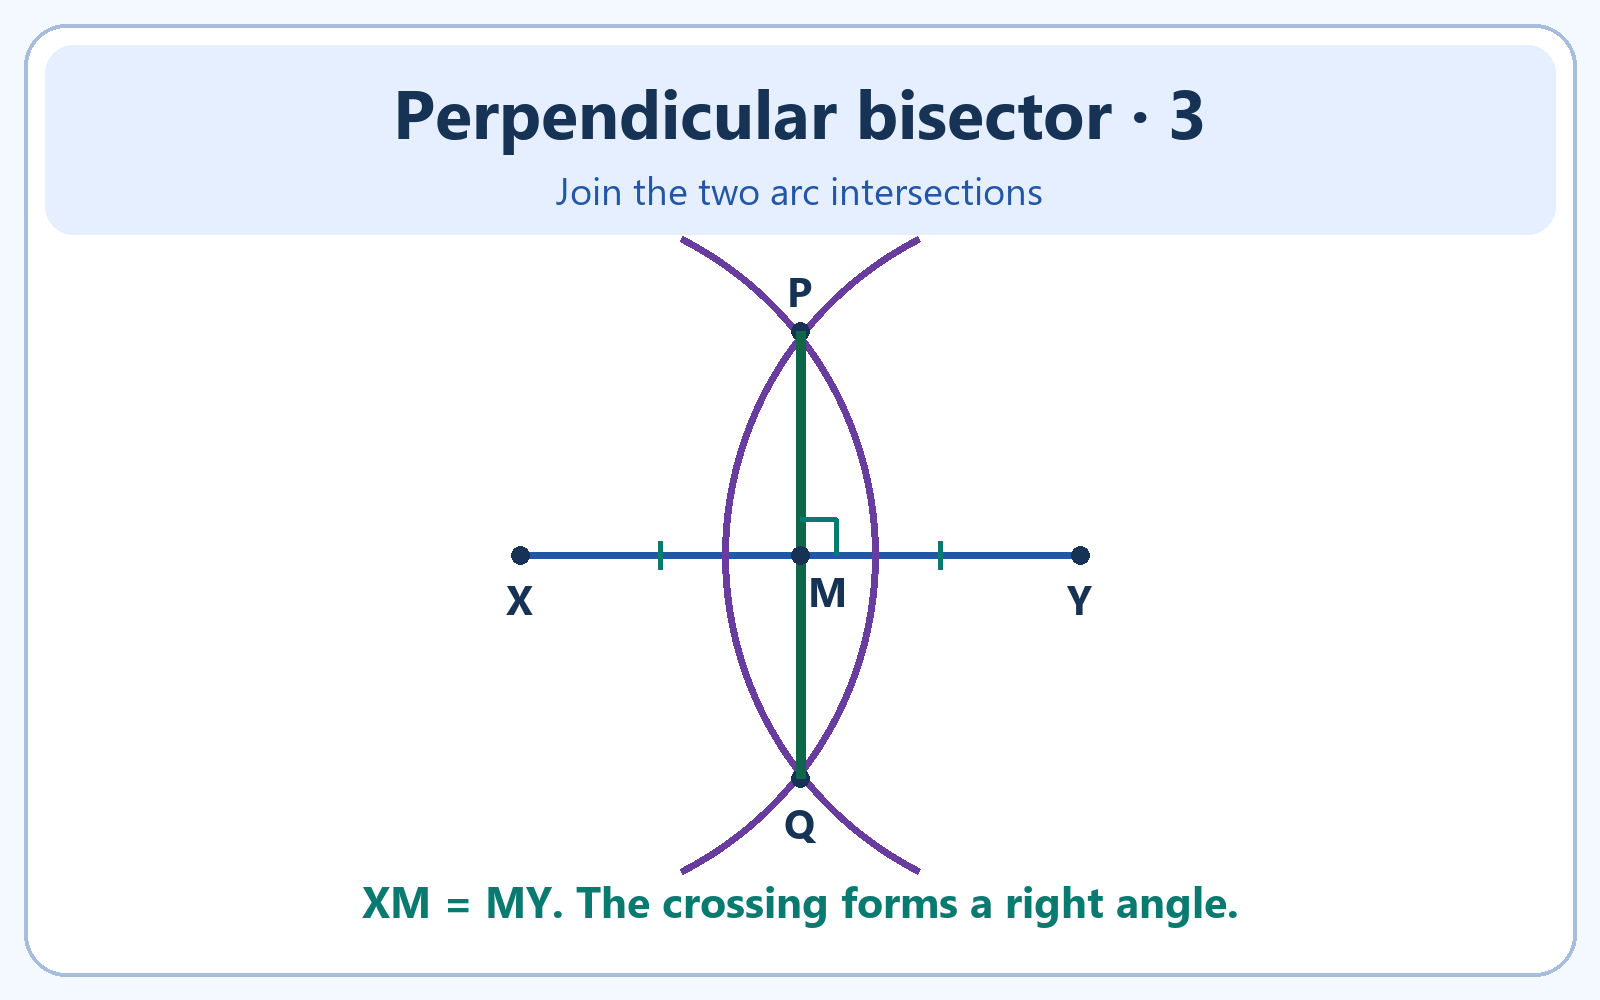 Perpendicular bisector · 3
Join the two arc intersections
P
M
X
Y
Q
XM = MY. The crossing forms a right angle.